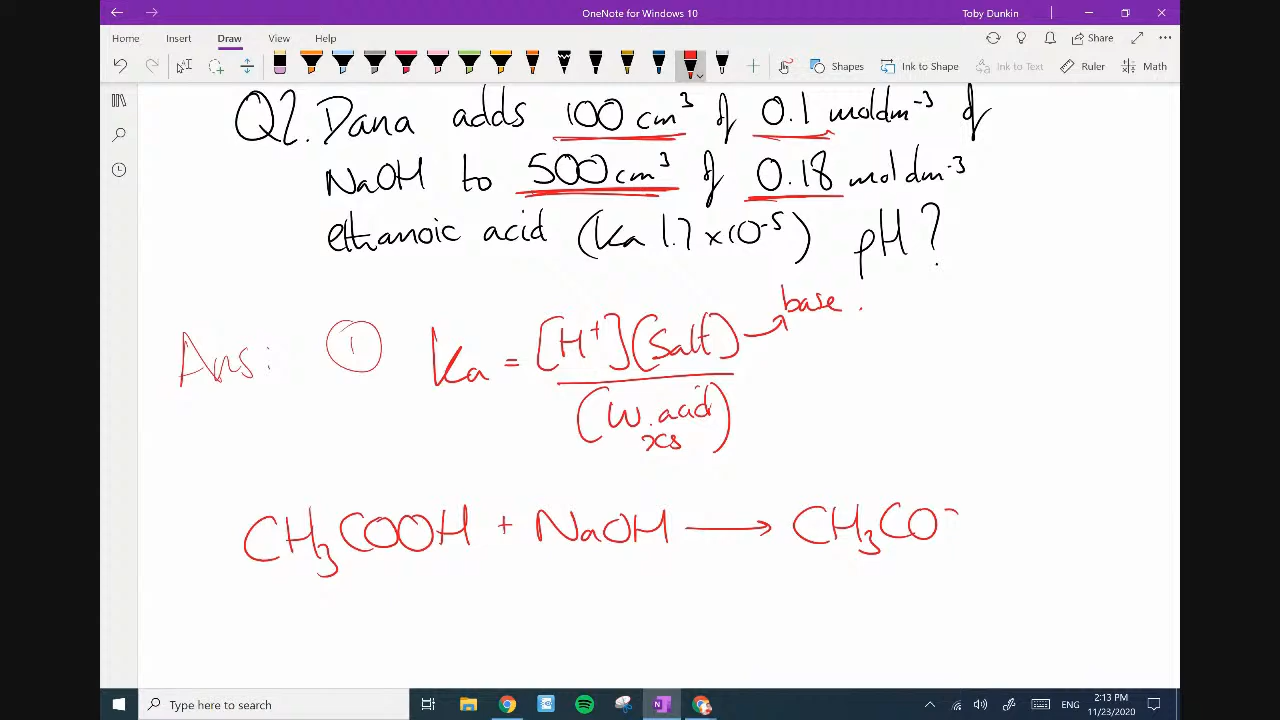 OneNote for Windows 10
Toby Dunkin
Home Insert Draw View Help
Share
Shapes Ink to Shape Ink to Text Ruler Math
Q2. Dana adds 100 cm³ of 0.1 moldm⁻³ of
NaOH to 500 cm³ of 0.18 moldm⁻³
ethanoic acid (Ka 1.7 x10⁻⁵) pH?
base.
Ans: ① Ka = [H⁺](Salt)
(W.acid
xs)
CH₃COOH + NaOH → CH₃CO
Type here to search
ENG
2:13 PM
11/23/2020